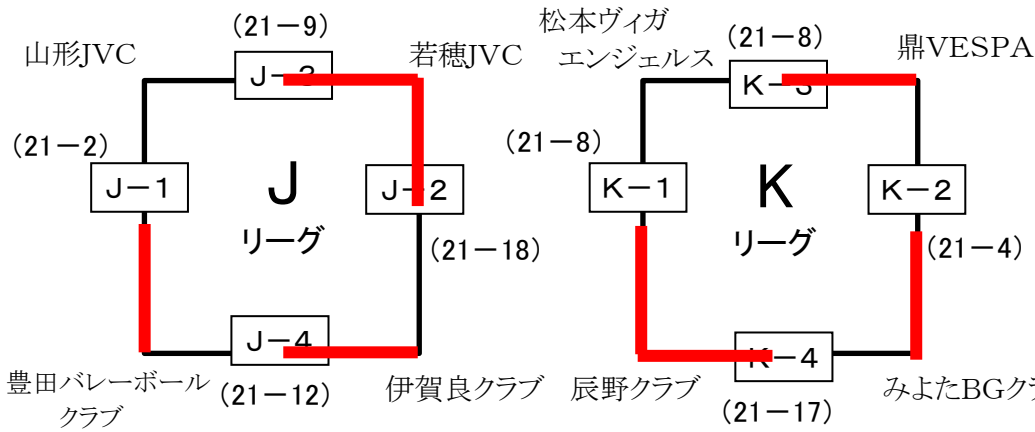 (21-9)
山形JVC
J-3
若穂JVC
(21-2)
J-1
J
リーグ
J-2
(21-18)
J-4
豊田バレーボール
クラブ
(21-12)
伊賀良クラブ
松本ヴィガ
エンジェルス
(21-8)
K-3
鼎VESPA
(21-8)
K-1
K
リーグ
K-2
(21-4)
K-4
辰野クラブ
(21-17)
みよたBGク